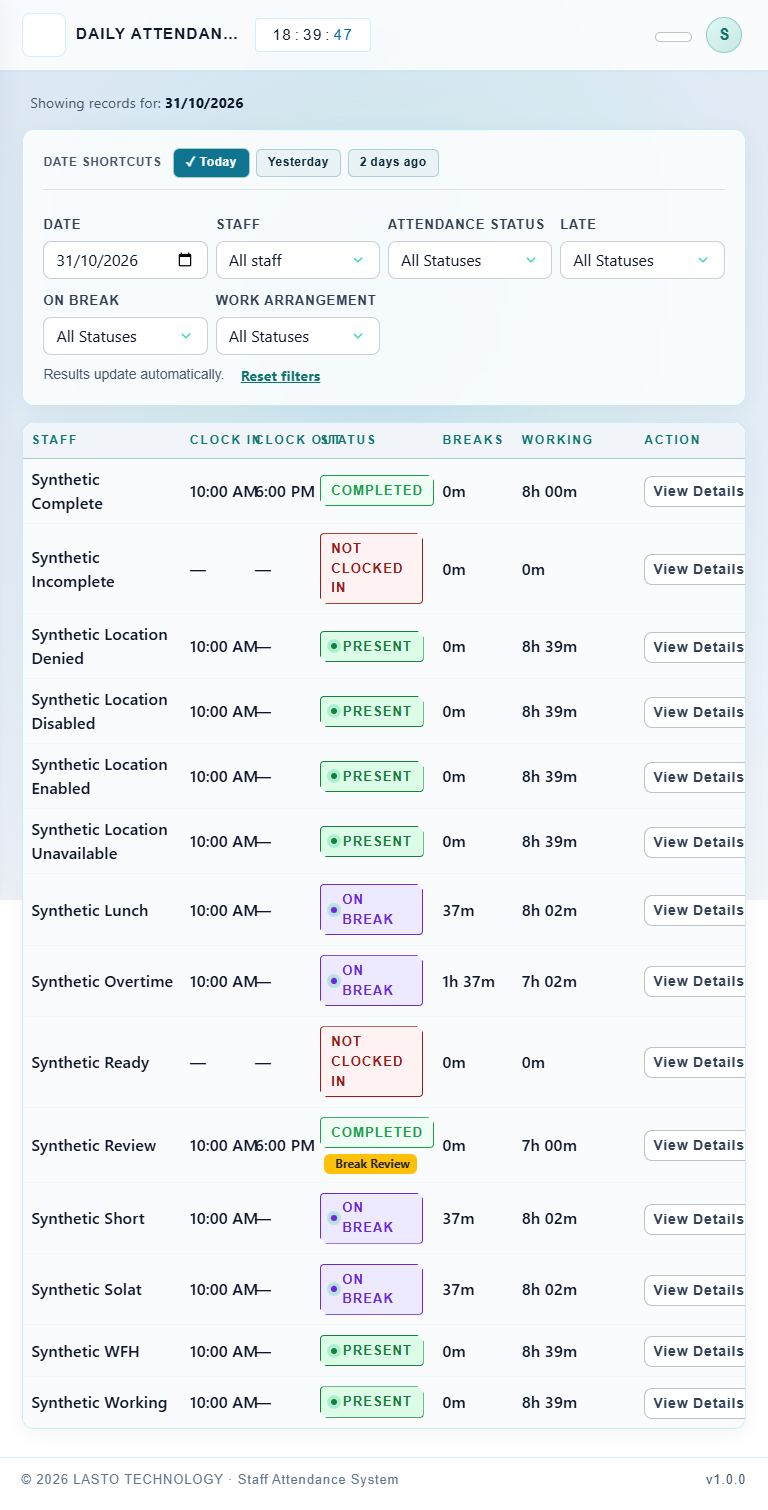 DAILY ATTENDAN... 18:39:47 S
Showing records for: 31/10/2026
DATE SHORTCUTS ✓ Today Yesterday 2 days ago
DATE STAFF ATTENDANCE STATUS LATE
31/10/2026 All staff All Statuses All Statuses
ON BREAK WORK ARRANGEMENT
All Statuses All Statuses
Results update automatically. Reset filters
STAFF CLOCK IN CLOCK OUT STATUS BREAKS WORKING ACTION
Synthetic
Complete
10:00 AM 6:00 PM COMPLETED 0m 8h 00m View Details
Synthetic
Incomplete
— —
NOT
CLOCKED
IN
0m 0m View Details
Synthetic Location
Denied
10:00 AM — PRESENT 0m 8h 39m View Details
Synthetic Location
Disabled
10:00 AM — PRESENT 0m 8h 39m View Details
Synthetic Location
Enabled
10:00 AM — PRESENT 0m 8h 39m View Details
Synthetic Location
Unavailable
10:00 AM — PRESENT 0m 8h 39m View Details
Synthetic Lunch 10:00 AM —
ON
BREAK
37m 8h 02m View Details
Synthetic Overtime 10:00 AM —
ON
BREAK
1h 37m 7h 02m View Details
Synthetic Ready — —
NOT
CLOCKED
IN
0m 0m View Details
Synthetic Review 10:00 AM 6:00 PM
COMPLETED
Break Review
0m 7h 00m View Details
Synthetic Short 10:00 AM —
ON
BREAK
37m 8h 02m View Details
Synthetic Solat 10:00 AM —
ON
BREAK
37m 8h 02m View Details
Synthetic WFH 10:00 AM — PRESENT 0m 8h 39m View Details
Synthetic Working 10:00 AM — PRESENT 0m 8h 39m View Details
© 2026 LASTO TECHNOLOGY · Staff Attendance System v1.0.0